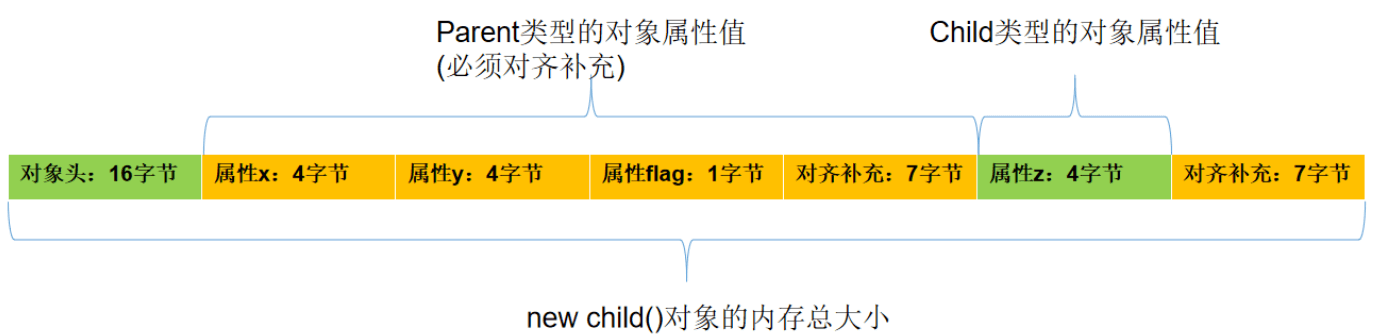 Parent类型的对象属性值
(必须对齐补充)
Child类型的对象属性值
对象头：16字节
属性x：4字节
属性y：4字节
属性flag：1字节
对齐补充：7字节
属性z：4字节
对齐补充：7字节
new child()对象的内存总大小